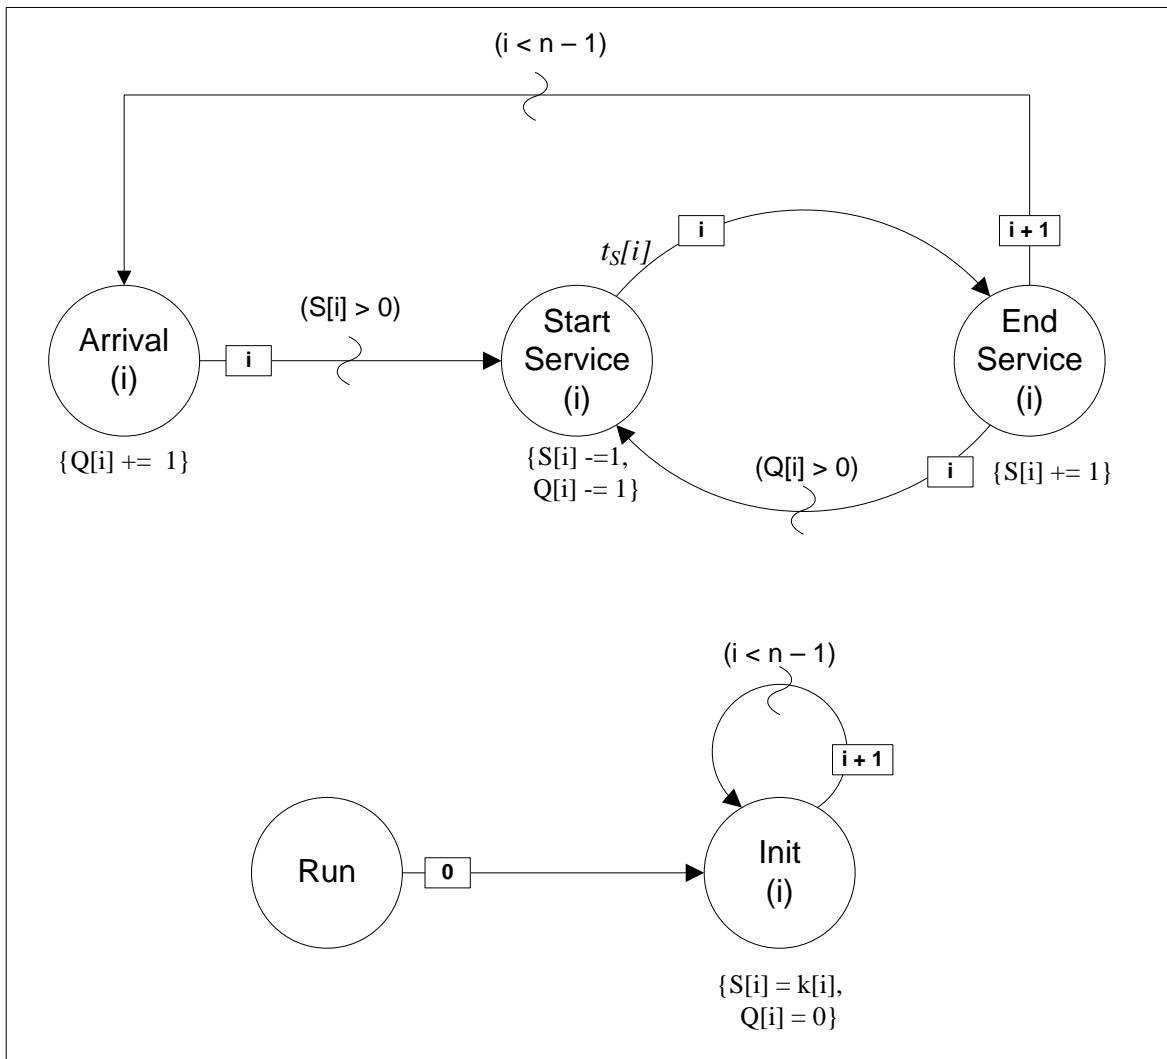 (i < n – 1)
i
i + 1
t_S[i]
(S[i] > 0)
Arrival
(i)
i
Start
Service
(i)
End
Service
(i)
{Q[i] += 1}
{S[i] -=1,
Q[i] -= 1}
(Q[i] > 0)
i
{S[i] += 1}
(i < n – 1)
i + 1
Run
0
Init
(i)
{S[i] = k[i],
Q[i] = 0}